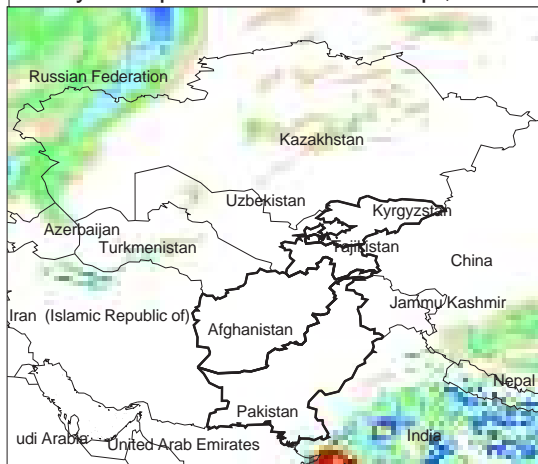 Russian Federation
Kazakhstan
Uzbekistan
Kyrgyzstan
Azerbaijan
Turkmenistan
Tajikistan
China
Jammu Kashmir
Iran (Islamic Republic of)
Afghanistan
Nepal
Pakistan
India
udi Arabia
United Arab Emirates